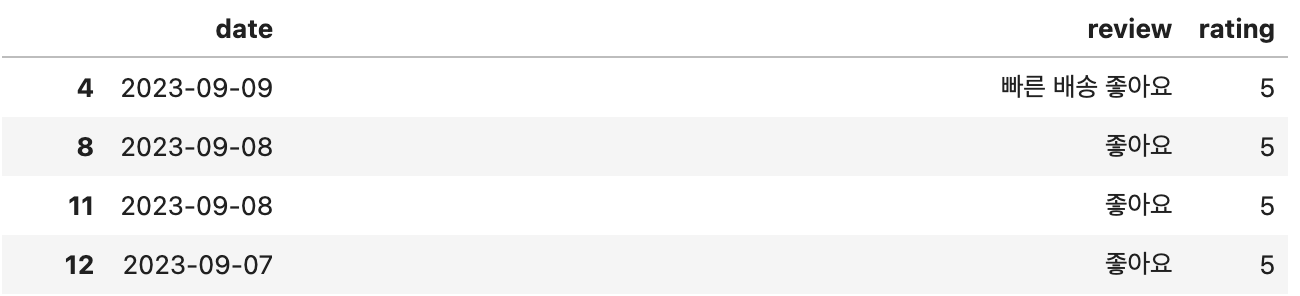 date review rating
4 2023-09-09 빠른 배송 좋아요 5
8 2023-09-08 좋아요 5
11 2023-09-08 좋아요 5
12 2023-09-07 좋아요 5